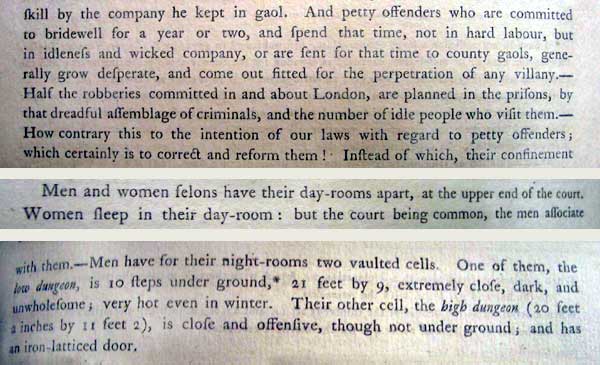 ſkill by the company he kept in gaol. And petty offenders who are committed
to bridewell for a year or two, and ſpend that time, not in hard labour, but
in idleneſs and wicked company, or are ſent for that time to county gaols, gene-
rally grow deſperate, and come out fitted for the perpetration of any villany.—
Half the robberies committed in and about London, are planned in the priſons, by
that dreadful aſſemblage of criminals, and the number of idle people who viſit them.—
How contrary this to the intention of our laws with regard to petty offenders;
which certainly is to correct and reform them! Inſtead of which, their confinement
Men and women felons have their day-rooms apart, at the upper end of the court.
Women ſleep in their day-room: but the court being common, the men aſſociate
with them.—Men have for their night-rooms two vaulted cells. One of them, the
low dungeon, is 10 ſteps under ground,* 21 feet by 9, extremely cloſe, dark, and
unwholeſome; very hot even in winter. Their other cell, the high dungeon (20 feet
2 inches by 11 feet 2), is cloſe and offenſive, though not under ground; and has
an iron-latticed door.